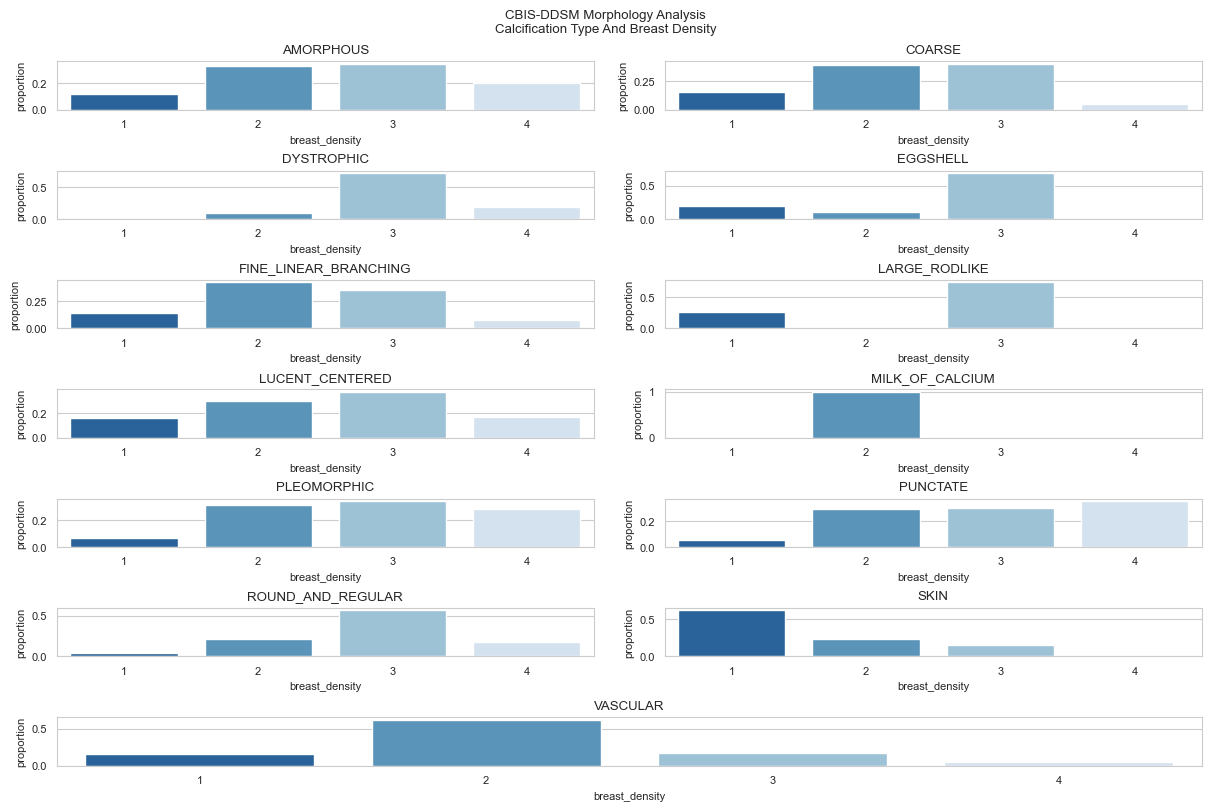 CBIS-DDSM Morphology Analysis
Calcification Type And Breast Density
AMORPHOUS
proportion
0.2
0.0
1 2 3 4
breast_density
COARSE
proportion
0.25
0.00
1 2 3 4
breast_density
DYSTROPHIC
proportion
0.5
0.0
1 2 3 4
breast_density
EGGSHELL
proportion
0.5
0.0
1 2 3 4
breast_density
FINE_LINEAR_BRANCHING
proportion
0.25
0.00
1 2 3 4
breast_density
LARGE_RODLIKE
proportion
0.5
0.0
1 2 3 4
breast_density
LUCENT_CENTERED
proportion
0.2
0.0
1 2 3 4
breast_density
MILK_OF_CALCIUM
proportion
1
0
1 2 3 4
breast_density
PLEOMORPHIC
proportion
0.2
0.0
1 2 3 4
breast_density
PUNCTATE
proportion
0.2
0.0
1 2 3 4
breast_density
ROUND_AND_REGULAR
proportion
0.5
0.0
1 2 3 4
breast_density
SKIN
proportion
0.5
0.0
1 2 3 4
breast_density
VASCULAR
proportion
0.5
0.0
1 2 3 4
breast_density